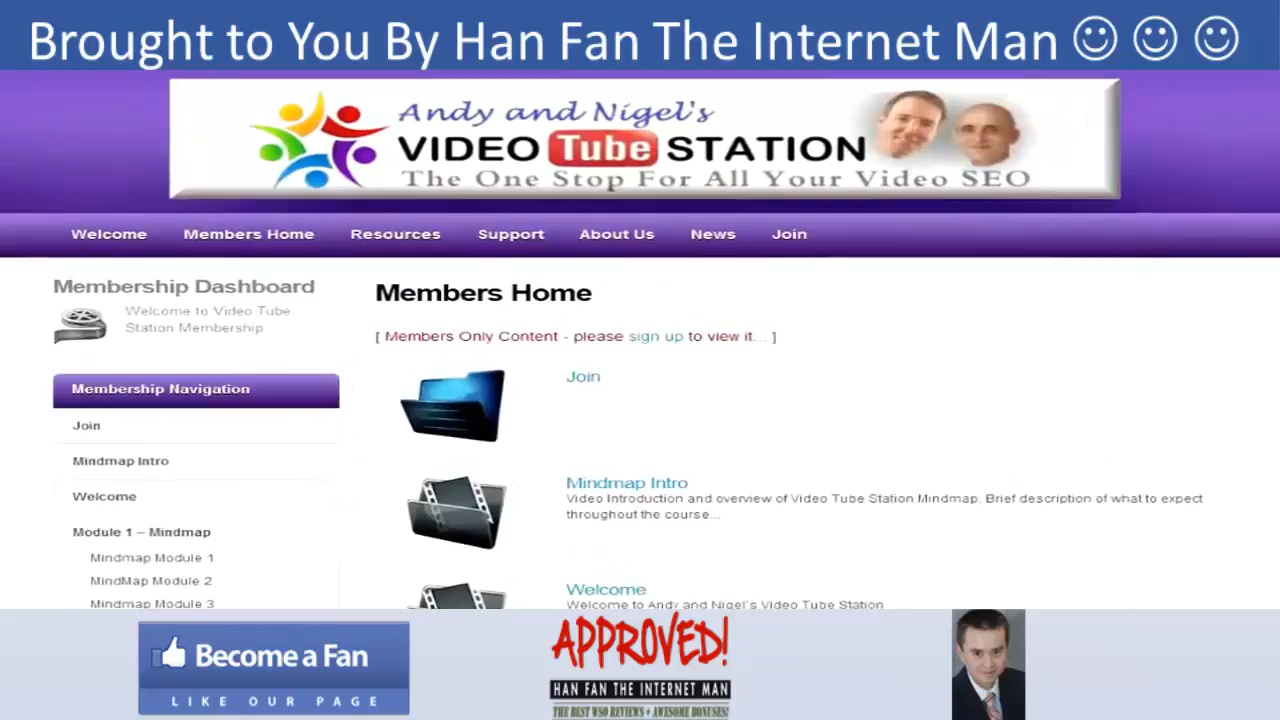 Brought to You By Han Fan The Internet Man
Andy and Nigel's
VIDEO Tube STATION
The One Stop For All Your Video SEO
Welcome Members Home Resources Support About Us News Join
Membership Dashboard
Welcome to Video Tube
Station Membership
Membership Navigation
Join
Mindmap Intro
Welcome
Module 1 – Mindmap
Mindmap Module 1
MindMap Module 2
Mindmap Module 3
Members Home
[ Members Only Content - please sign up to view it... ]
Join
Mindmap Intro
Video Introduction and overview of Video Tube Station Mindmap. Brief description of what to expect
throughout the course...
Welcome
Welcome to Andy and Nigel's Video Tube Station
Become a Fan
LIKE OUR PAGE
APPROVED!
HAN FAN THE INTERNET MAN
THE BEST WSO REVIEWS + AWESOME BONUSES!